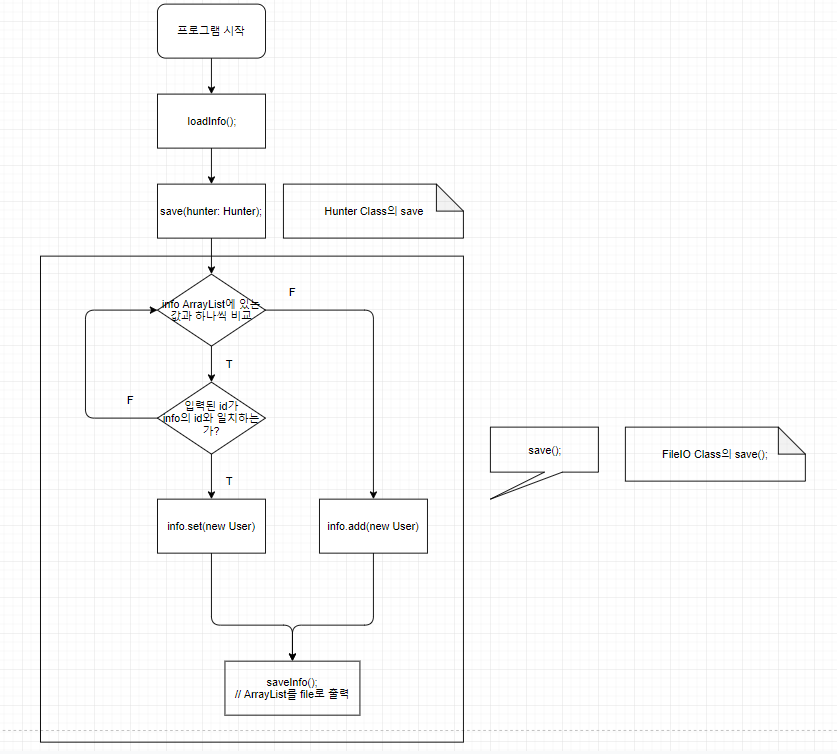 프로그램 시작
loadInfo();
save(hunter: Hunter);
Hunter Class의 save
info ArrayList에 있는
값과 하나씩 비교
F
T
입력된 id가
info의 id와 일치하는
가?
F
T
info.set(new User)
info.add(new User)
saveInfo();
// ArrayList를 file로 출력
save();
FileIO Class의 save();